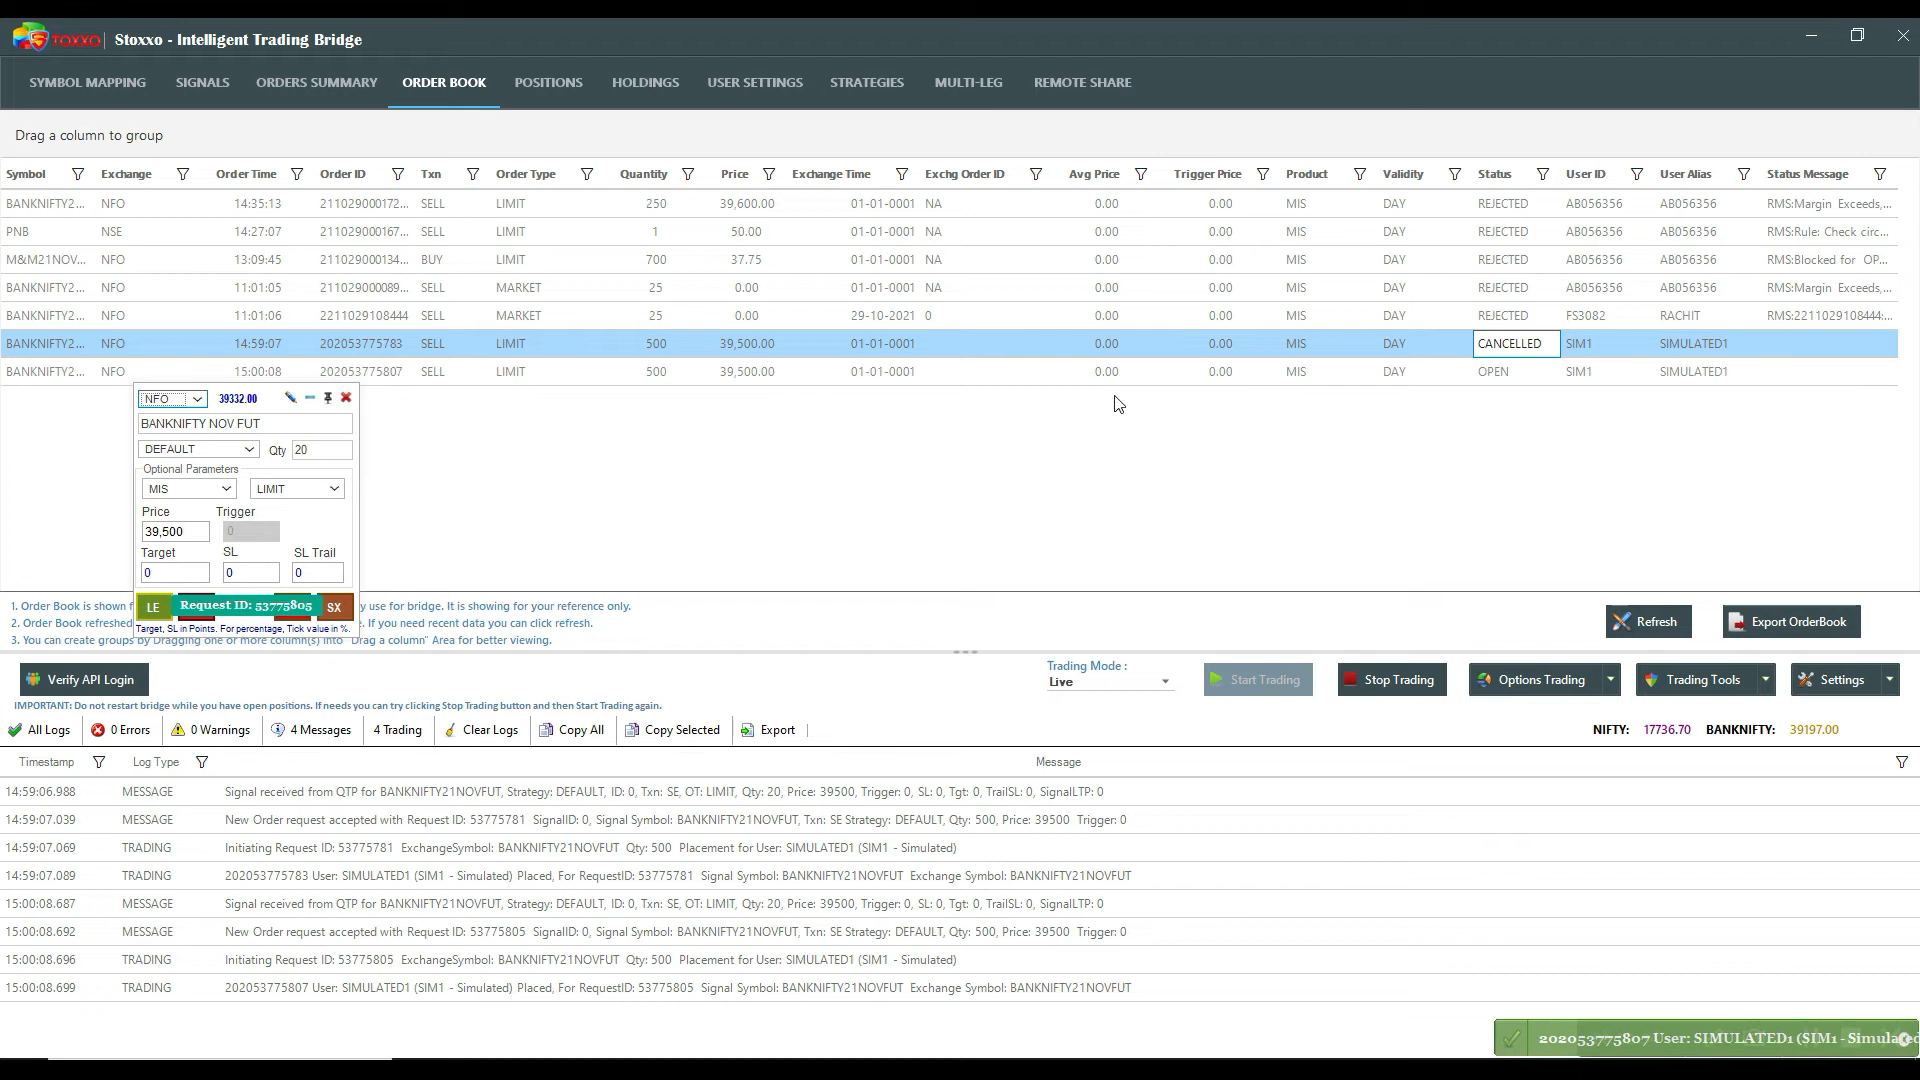 TOXXO Stoxxo - Intelligent Trading Bridge
SYMBOL MAPPING SIGNALS ORDERS SUMMARY ORDER BOOK POSITIONS HOLDINGS USER SETTINGS STRATEGIES MULTI-LEG REMOTE SHARE
Drag a column to group
Symbol Exchange Order Time Order ID Txn Order Type Quantity Price Exchange Time Exchg Order ID Avg Price Trigger Price Product Validity Status User ID User Alias Status Message
BANKNIFTY2... NFO 14:35:13 211029000172... SELL LIMIT 250 39,600.00 01-01-0001 NA 0.00 0.00 MIS DAY REJECTED AB056356 AB056356 RMS:Margin Exceeds,...
PNB NSE 14:27:07 211029000167... SELL LIMIT 1 50.00 01-01-0001 NA 0.00 0.00 MIS DAY REJECTED AB056356 AB056356 RMS:Rule: Check circ...
M&M21NOV... NFO 13:09:45 211029000134... BUY LIMIT 700 37.75 01-01-0001 NA 0.00 0.00 MIS DAY REJECTED AB056356 AB056356 RMS:Blocked for OP...
BANKNIFTY2... NFO 11:01:05 211029000089... SELL MARKET 25 0.00 01-01-0001 NA 0.00 0.00 MIS DAY REJECTED AB056356 AB056356 RMS:Margin Exceeds,...
BANKNIFTY2... NFO 11:01:06 2211029108444 SELL MARKET 25 0.00 29-10-2021 0 0.00 0.00 MIS DAY REJECTED FS3082 RACHIT RMS:2211029108444:...
BANKNIFTY2... NFO 14:59:07 202053775783 SELL LIMIT 500 39,500.00 01-01-0001 0.00 0.00 MIS DAY CANCELLED SIM1 SIMULATED1
BANKNIFTY2... NFO 15:00:08 202053775807 SELL LIMIT 500 39,500.00 01-01-0001 0.00 0.00 MIS DAY OPEN SIM1 SIMULATED1
NFO 39332.00
BANKNIFTY NOV FUT
DEFAULT Qty 20
Optional Parameters
MIS LIMIT
Price Trigger
39,500 0
Target SL SL Trail
0 0 0
LE Request ID: 53775805 SX
Target, SL in Points. For percentage, Tick value in %.
1. Order Book is shown f y use for bridge. It is showing for your reference only.
2. Order Book refreshed . If you need recent data you can click refresh.
3. You can create groups by Dragging one or more column(s) into "Drag a column" Area for better viewing.
Refresh Export OrderBook
Verify API Login
Trading Mode :
Live
Start Trading Stop Trading Options Trading Trading Tools Settings
IMPORTANT: Do not restart bridge while you have open positions. If needs you can try clicking Stop Trading button and then Start Trading again.
All Logs 0 Errors 0 Warnings 4 Messages 4 Trading Clear Logs Copy All Copy Selected Export NIFTY: 17736.70 BANKNIFTY: 39197.00
Timestamp Log Type Message
14:59:06.988 MESSAGE Signal received from QTP for BANKNIFTY21NOVFUT, Strategy: DEFAULT, ID: 0, Txn: SE, OT: LIMIT, Qty: 20, Price: 39500, Trigger: 0, SL: 0, Tgt: 0, TrailSL: 0, SignalLTP: 0
14:59:07.039 MESSAGE New Order request accepted with Request ID: 53775781 SignalID: 0, Signal Symbol: BANKNIFTY21NOVFUT, Txn: SE Strategy: DEFAULT, Qty: 500, Price: 39500 Trigger: 0
14:59:07.069 TRADING Initiating Request ID: 53775781 ExchangeSymbol: BANKNIFTY21NOVFUT Qty: 500 Placement for User: SIMULATED1 (SIM1 - Simulated)
14:59:07.089 TRADING 202053775783 User: SIMULATED1 (SIM1 - Simulated) Placed, For RequestID: 53775781 Signal Symbol: BANKNIFTY21NOVFUT Exchange Symbol: BANKNIFTY21NOVFUT
15:00:08.687 MESSAGE Signal received from QTP for BANKNIFTY21NOVFUT, Strategy: DEFAULT, ID: 0, Txn: SE, OT: LIMIT, Qty: 20, Price: 39500, Trigger: 0, SL: 0, Tgt: 0, TrailSL: 0, SignalLTP: 0
15:00:08.692 MESSAGE New Order request accepted with Request ID: 53775805 SignalID: 0, Signal Symbol: BANKNIFTY21NOVFUT, Txn: SE Strategy: DEFAULT, Qty: 500, Price: 39500 Trigger: 0
15:00:08.696 TRADING Initiating Request ID: 53775805 ExchangeSymbol: BANKNIFTY21NOVFUT Qty: 500 Placement for User: SIMULATED1 (SIM1 - Simulated)
15:00:08.699 TRADING 202053775807 User: SIMULATED1 (SIM1 - Simulated) Placed, For RequestID: 53775805 Signal Symbol: BANKNIFTY21NOVFUT Exchange Symbol: BANKNIFTY21NOVFUT
202053775807 User: SIMULATED1 (SIM1 - Simulated